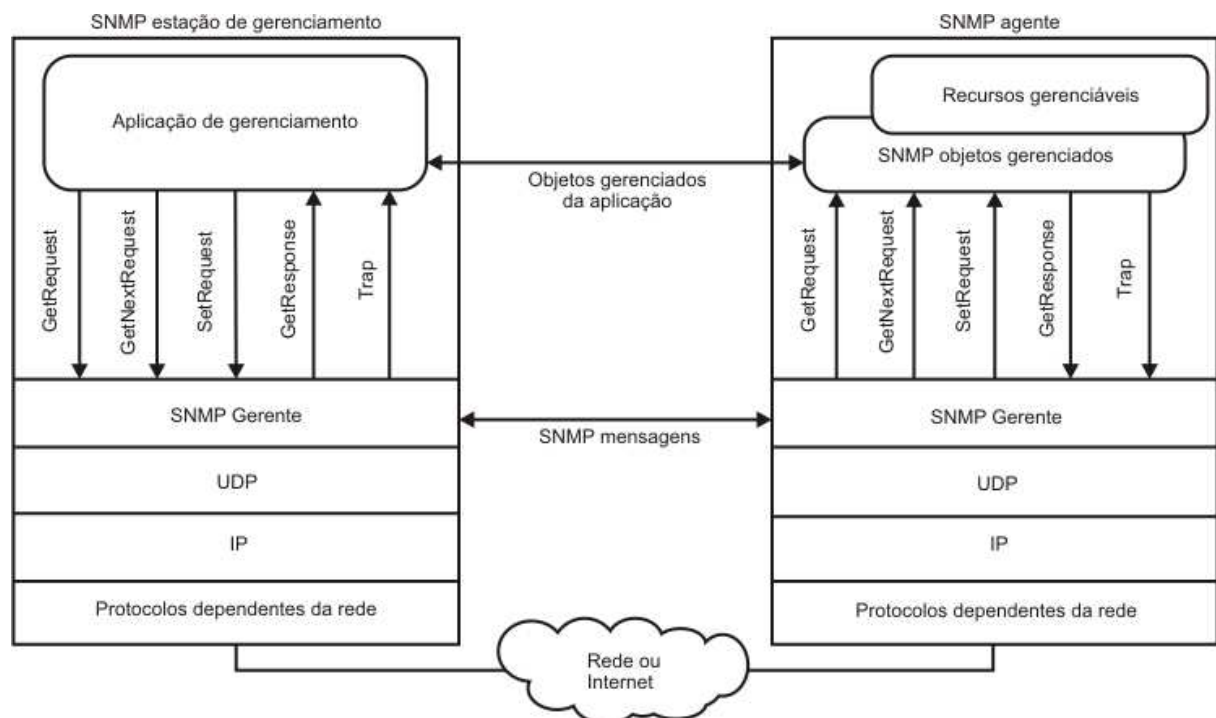 SNMP estação de gerenciamento
SNMP agente
Aplicação de gerenciamento
Recursos gerenciáveis
SNMP objetos gerenciados
Objetos gerenciados
da aplicação
GetRequest
GetNextRequest
SetRequest
GetResponse
Trap
GetRequest
GetNextRequest
SetRequest
GetResponse
Trap
SNMP Gerente
SNMP mensagens
SNMP Gerente
UDP
UDP
IP
IP
Protocolos dependentes da rede
Protocolos dependentes da rede
Rede ou
Internet